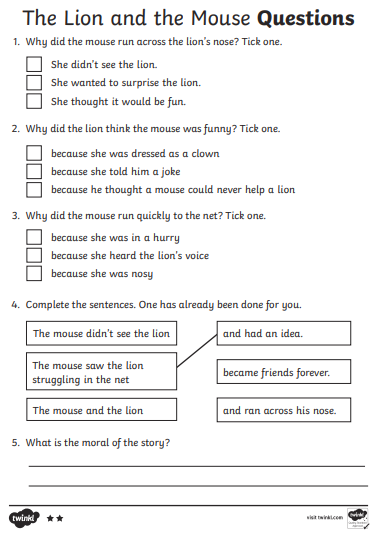 The Lion and the Mouse Questions
1. Why did the mouse run across the lion's nose? Tick one.
She didn't see the lion.
She wanted to surprise the lion.
She thought it would be fun.
2. Why did the lion think the mouse was funny? Tick one.
because she was dressed as a clown
because she told him a joke
because he thought a mouse could never help a lion
3. Why did the mouse run quickly to the net? Tick one.
because she was in a hurry
because she heard the lion's voice
because she was nosy
4. Complete the sentences. One has already been done for you.
The mouse didn't see the lion
and had an idea.
The mouse saw the lion
struggling in the net
became friends forever.
The mouse and the lion
and ran across his nose.
5. What is the moral of the story?
twinkl
visit twinkl.com
twinkl